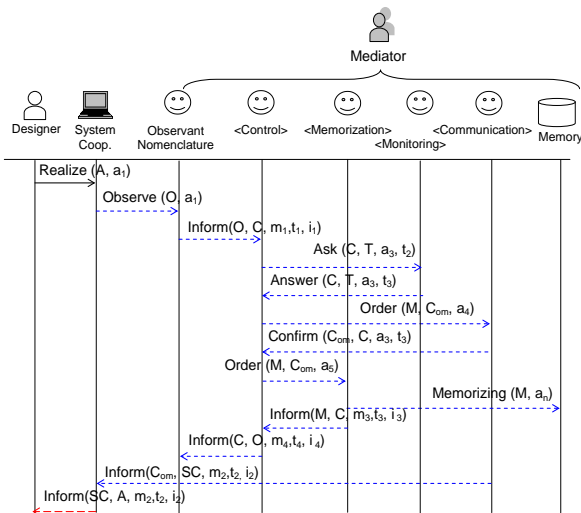 Mediator
Designer
System
Coop.
Observant
Nomenclature
<Control>
<Memorization>
<Monitoring>
<Communication>
Memory
Realize (A, a₁)
Observe (O, a₁)
Inform(O, C, m₁,t₁, i₁)
Ask (C, T, a₃, t₂)
Answer (C, T, a₃, t₃)
Order (M, Cₒₘ, a₄)
Confirm (Cₒₘ, C, a₃, t₃)
Order (M, Cₒₘ, a₅)
Memorizing (M, aₙ)
Inform(M, C, m₃,t₃, i₃)
Inform(C, O, m₄,t₄, i₄)
Inform(Cₒₘ, SC, m₂,t₂, i₂)
Inform(SC, A, m₂,t₂, i₂)